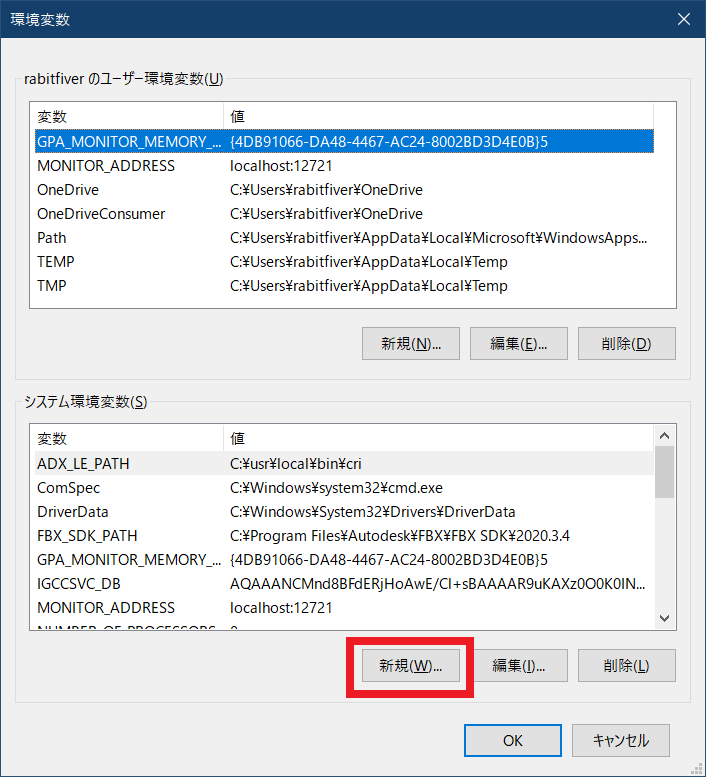 環境変数
rabitfiver のユーザー環境変数(U)
変数 値
GPA_MONITOR_MEMORY_... {4DB91066-DA48-4467-AC24-8002BD3D4E0B}5
MONITOR_ADDRESS localhost:12721
OneDrive C:¥Users¥rabitfiver¥OneDrive
OneDriveConsumer C:¥Users¥rabitfiver¥OneDrive
Path C:¥Users¥rabitfiver¥AppData¥Local¥Microsoft¥WindowsApps...
TEMP C:¥Users¥rabitfiver¥AppData¥Local¥Temp
TMP C:¥Users¥rabitfiver¥AppData¥Local¥Temp
新規(N)... 編集(E)... 削除(D)
システム環境変数(S)
変数 値
ADX_LE_PATH C:¥usr¥local¥bin¥cri
ComSpec C:¥Windows¥system32¥cmd.exe
DriverData C:¥Windows¥System32¥Drivers¥DriverData
FBX_SDK_PATH C:¥Program Files¥Autodesk¥FBX¥FBX SDK¥2020.3.4
GPA_MONITOR_MEMORY_... {4DB91066-DA48-4467-AC24-8002BD3D4E0B}5
IGCCSVC_DB AQAAANCMnd8BFdERjHoAwE/Cl+sBAAAAR9uKAXz0O0K0IN...
MONITOR_ADDRESS localhost:12721
NUMBER_OF_PROCESSORS
新規(W)... 編集(I)... 削除(L)
OK キャンセル